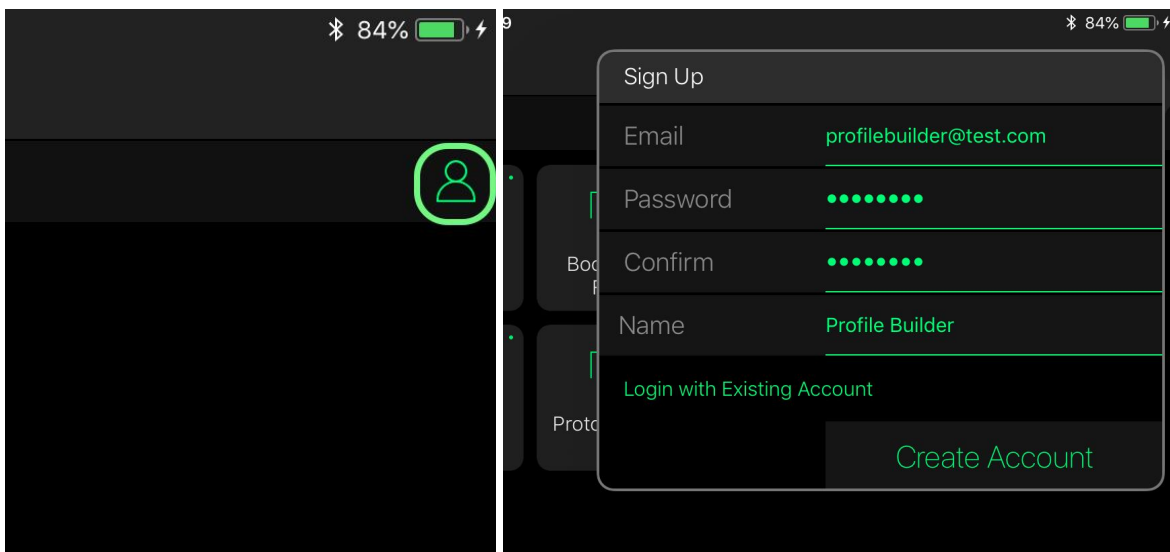 84%
9
84%
Sign Up
Email
profilebuilder@test.com
Password
••••••••
Confirm
••••••••
Name
Profile Builder
Login with Existing Account
Create Account